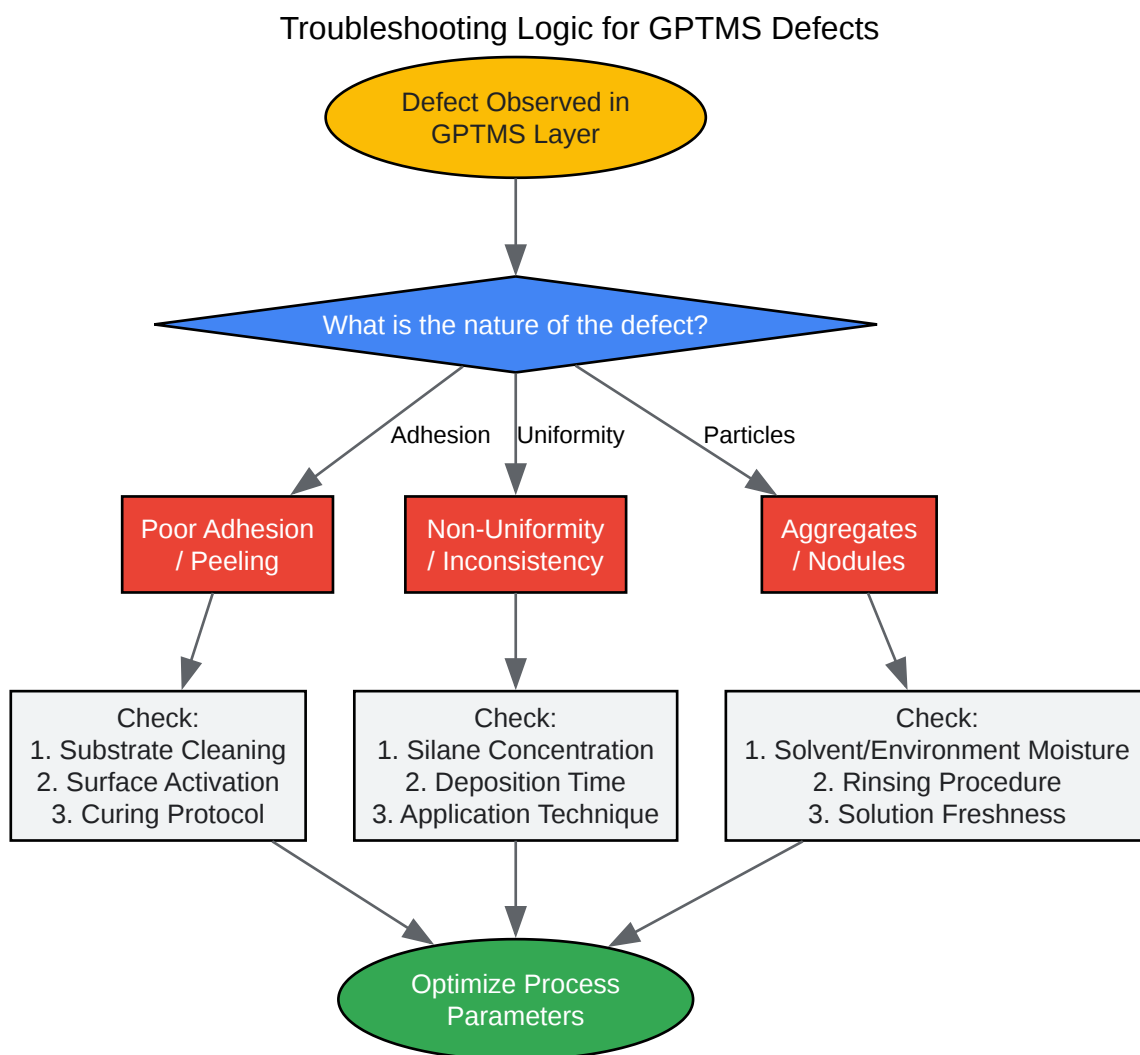 Troubleshooting Logic for GPTMS Defects
Defect Observed in
GPTMS Layer
What is the nature of the defect?
Adhesion
Uniformity
Particles
Poor Adhesion
/ Peeling
Non-Uniformity
/ Inconsistency
Aggregates
/ Nodules
Check:
1. Substrate Cleaning
2. Surface Activation
3. Curing Protocol
Check:
1. Silane Concentration
2. Deposition Time
3. Application Technique
Check:
1. Solvent/Environment Moisture
2. Rinsing Procedure
3. Solution Freshness
Optimize Process
Parameters